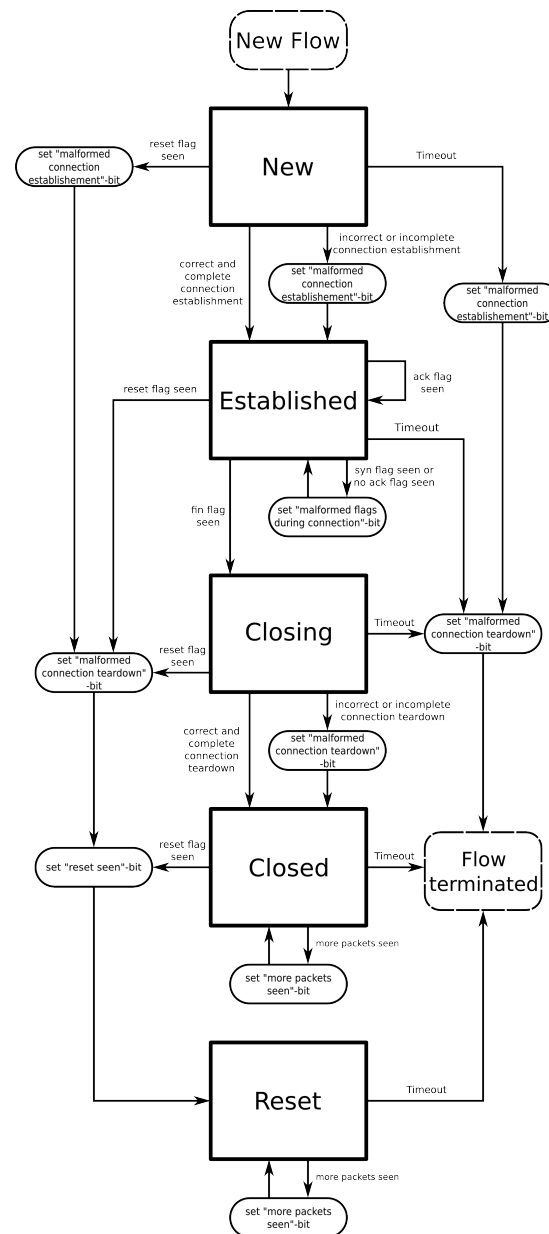 New Flow
reset flag
seen
set "malformed
connection
establishement"-bit
New
Timeout
correct and
complete
connection
establishment
incorrect or incomplete
connection establishment
set "malformed
connection
establishement"-bit
set "malformed
connection
establishement"-bit
reset flag seen
Established
ack flag
seen
Timeout
fin flag
seen
syn flag seen or
no ack flag seen
set "malformed flags
during connection"-bit
set "malformed
connection teardown"
-bit
reset flag
seen
Closing
Timeout
set "malformed
connection teardown"
-bit
correct and
complete
connection
teardown
incorrect or incomplete
connection teardown
set "malformed
connection teardown"
-bit
set "reset seen"-bit
reset flag
seen
Closed
Timeout
Flow
terminated
more packets seen
set "more packets
seen"-bit
Reset
Timeout
more packets seen
set "more packets
seen"-bit